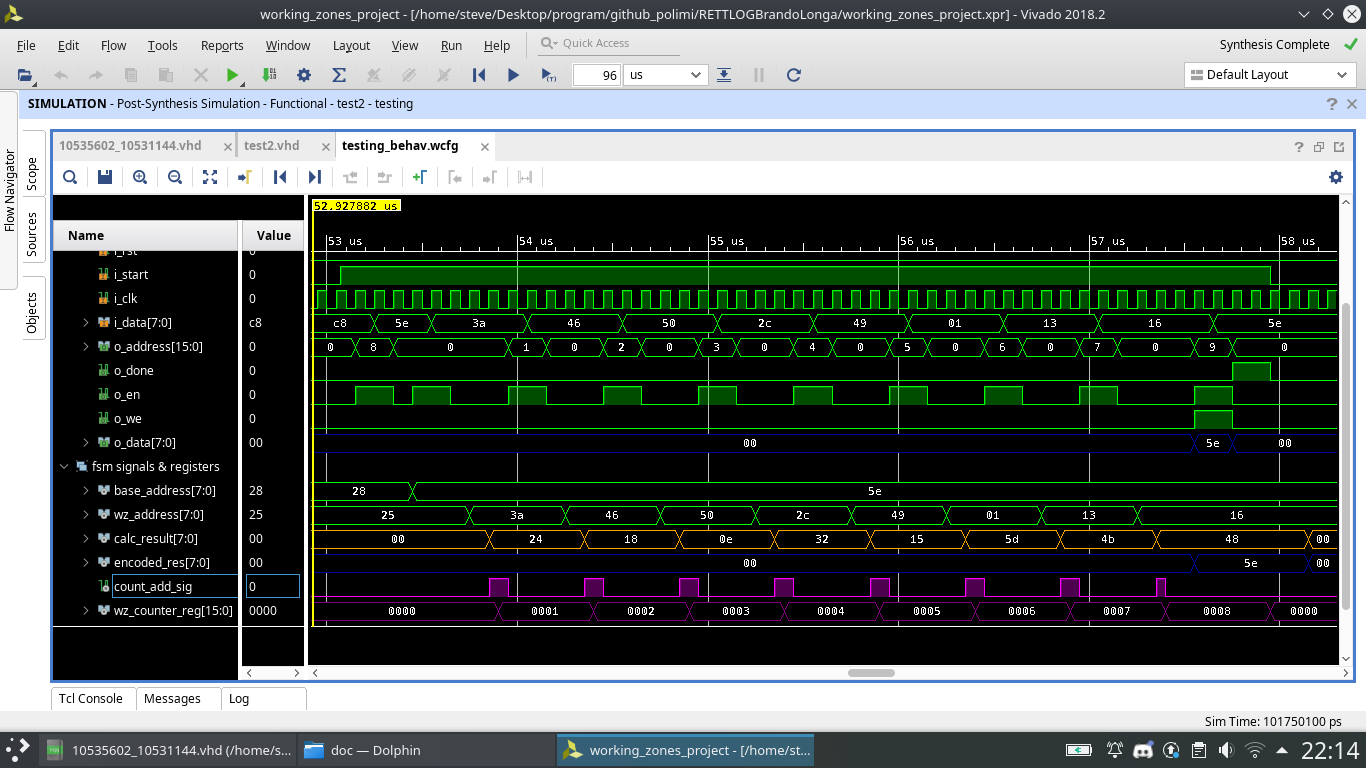 working_zones_project - [/home/steve/Desktop/program/github_polimi/RETTLOGBrandoLonga/working_zones_project.xpr] - Vivado 2018.2
File Edit Flow Tools Reports Window Layout View Run Help Quick Access Synthesis Complete
96 us Default Layout
SIMULATION - Post-Synthesis Simulation - Functional - test2 - testing
Flow Navigator
Scope
Sources
Objects
10535602_10531144.vhd test2.vhd testing_behav.wcfg
52.927882 us
Name Value
53 us 54 us 55 us 56 us 57 us 58 us
i_rst 0
i_start 0
i_clk 0
i_data[7:0] c8 c8 5e 3a 46 50 2c 49 01 13 16 5e
o_address[15:0] 0 0 8 0 1 0 2 0 3 0 4 0 5 0 6 0 7 0 9 0
o_done 0
o_en 0
o_we 0
o_data[7:0] 00 00 5e 00
fsm signals & registers
base_address[7:0] 28 28 5e
wz_address[7:0] 25 25 3a 46 50 2c 49 01 13 16
calc_result[7:0] 00 00 24 18 0e 32 15 5d 4b 48 00
encoded_res[7:0] 00 00 5e 00
count_add_sig 0
wz_counter_reg[15:0] 0000 0000 0001 0002 0003 0004 0005 0006 0007 0008 0000
Tcl Console Messages Log
Sim Time: 101750100 ps
10535602_10531144.vhd (/home/s... doc — Dolphin working_zones_project - [/home/st... 22:14